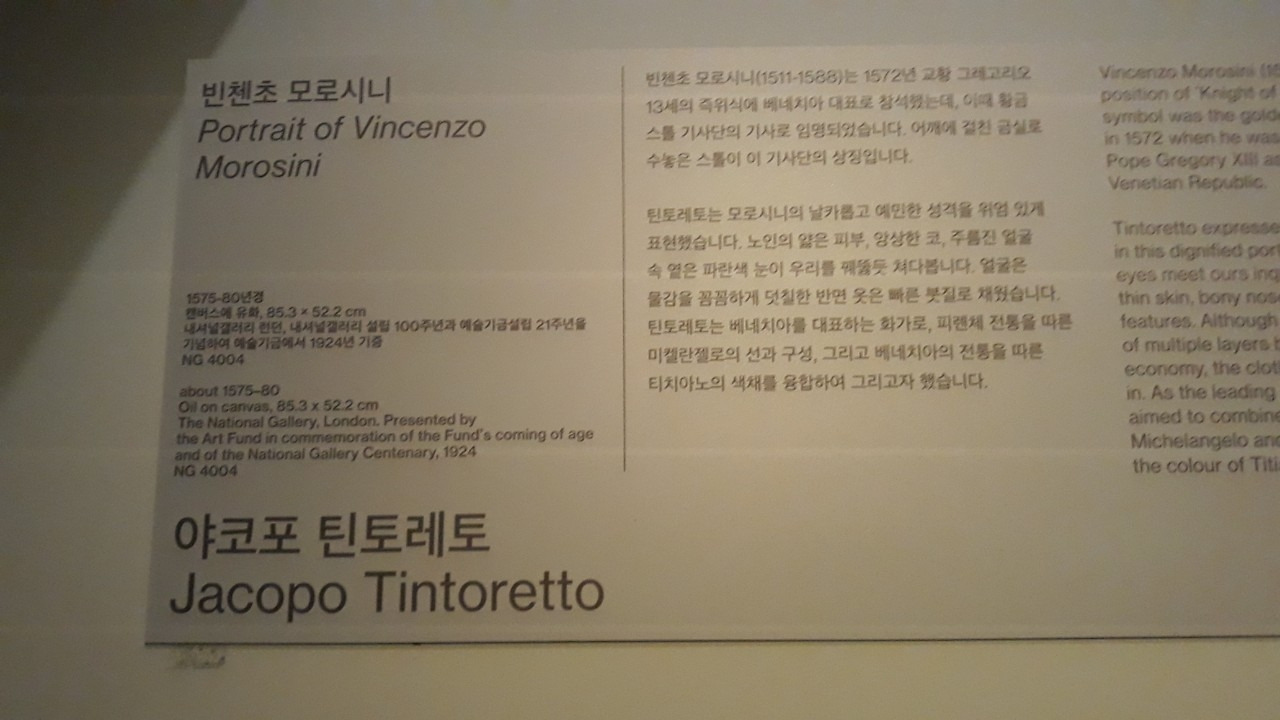 빈첸초 모로시니
Portrait of Vincenzo
Morosini
1575-80년경
캔버스에 유화, 85.3 × 52.2 cm
내셔널갤러리 런던, 내셔널갤러리 설립 100주년과 예술기금설립 21주년을
기념하여 예술기금에서 1924년 기증
NG 4004
about 1575–80
Oil on canvas, 85.3 x 52.2 cm
The National Gallery, London. Presented by
the Art Fund in commemoration of the Fund's coming of age
and of the National Gallery Centenary, 1924
NG 4004
야코포 틴토레토
Jacopo Tintoretto
빈첸초 모로시니(1511-1588)는 1572년 교황 그레고리오
13세의 즉위식에 베네치아 대표로 참석했는데, 이때 황금
스톨 기사단의 기사로 임명되었습니다. 어깨에 걸친 금실로
수놓은 스톨이 이 기사단의 상징입니다.
틴토레토는 모로시니의 날카롭고 예민한 성격을 위엄 있게
표현했습니다. 노인의 얇은 피부, 앙상한 코, 주름진 얼굴
속 옅은 파란색 눈이 우리를 꿰뚫듯 쳐다봅니다. 얼굴은
물감을 꼼꼼하게 덧칠한 반면 옷은 빠른 붓질로 채웠습니다.
틴토레토는 베네치아를 대표하는 화가로, 피렌체 전통을 따른
미켈란젤로의 선과 구성, 그리고 베네치아의 전통을 따른
티치아노의 색채를 융합하여 그리고자 했습니다.
Vincenzo Morosini (15
position of 'Knight of
symbol was the gold
in 1572 when he was
Pope Gregory XIII as
Venetian Republic.
Tintoretto expresse
in this dignified por
eyes meet ours inq
thin skin, bony nos
features. Although
of multiple layers b
economy, the clot
in. As the leading
aimed to combin
Michelangelo and
the colour of Titi